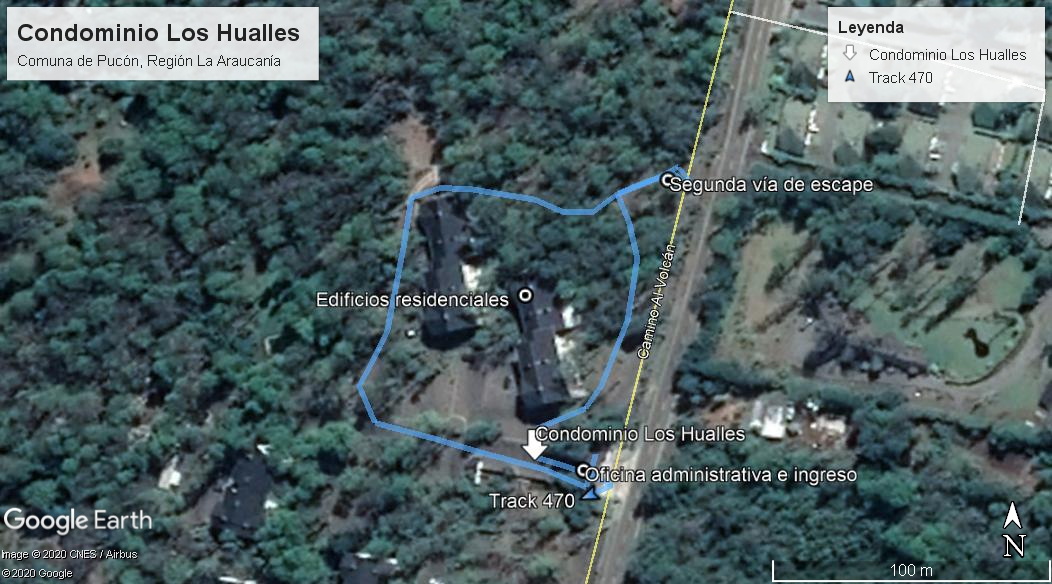 Condominio Los Hualles
Comuna de Pucón, Región La Araucanía
Leyenda
Condominio Los Hualles
Track 470
Segunda vía de escape
Camino Al Volcán
Edificios residenciales
Condominio Los Hualles
Oficina administrativa e ingreso
Track 470
Google Earth
Image © 2020 CNES / Airbus
© 2020 Google
N
100 m